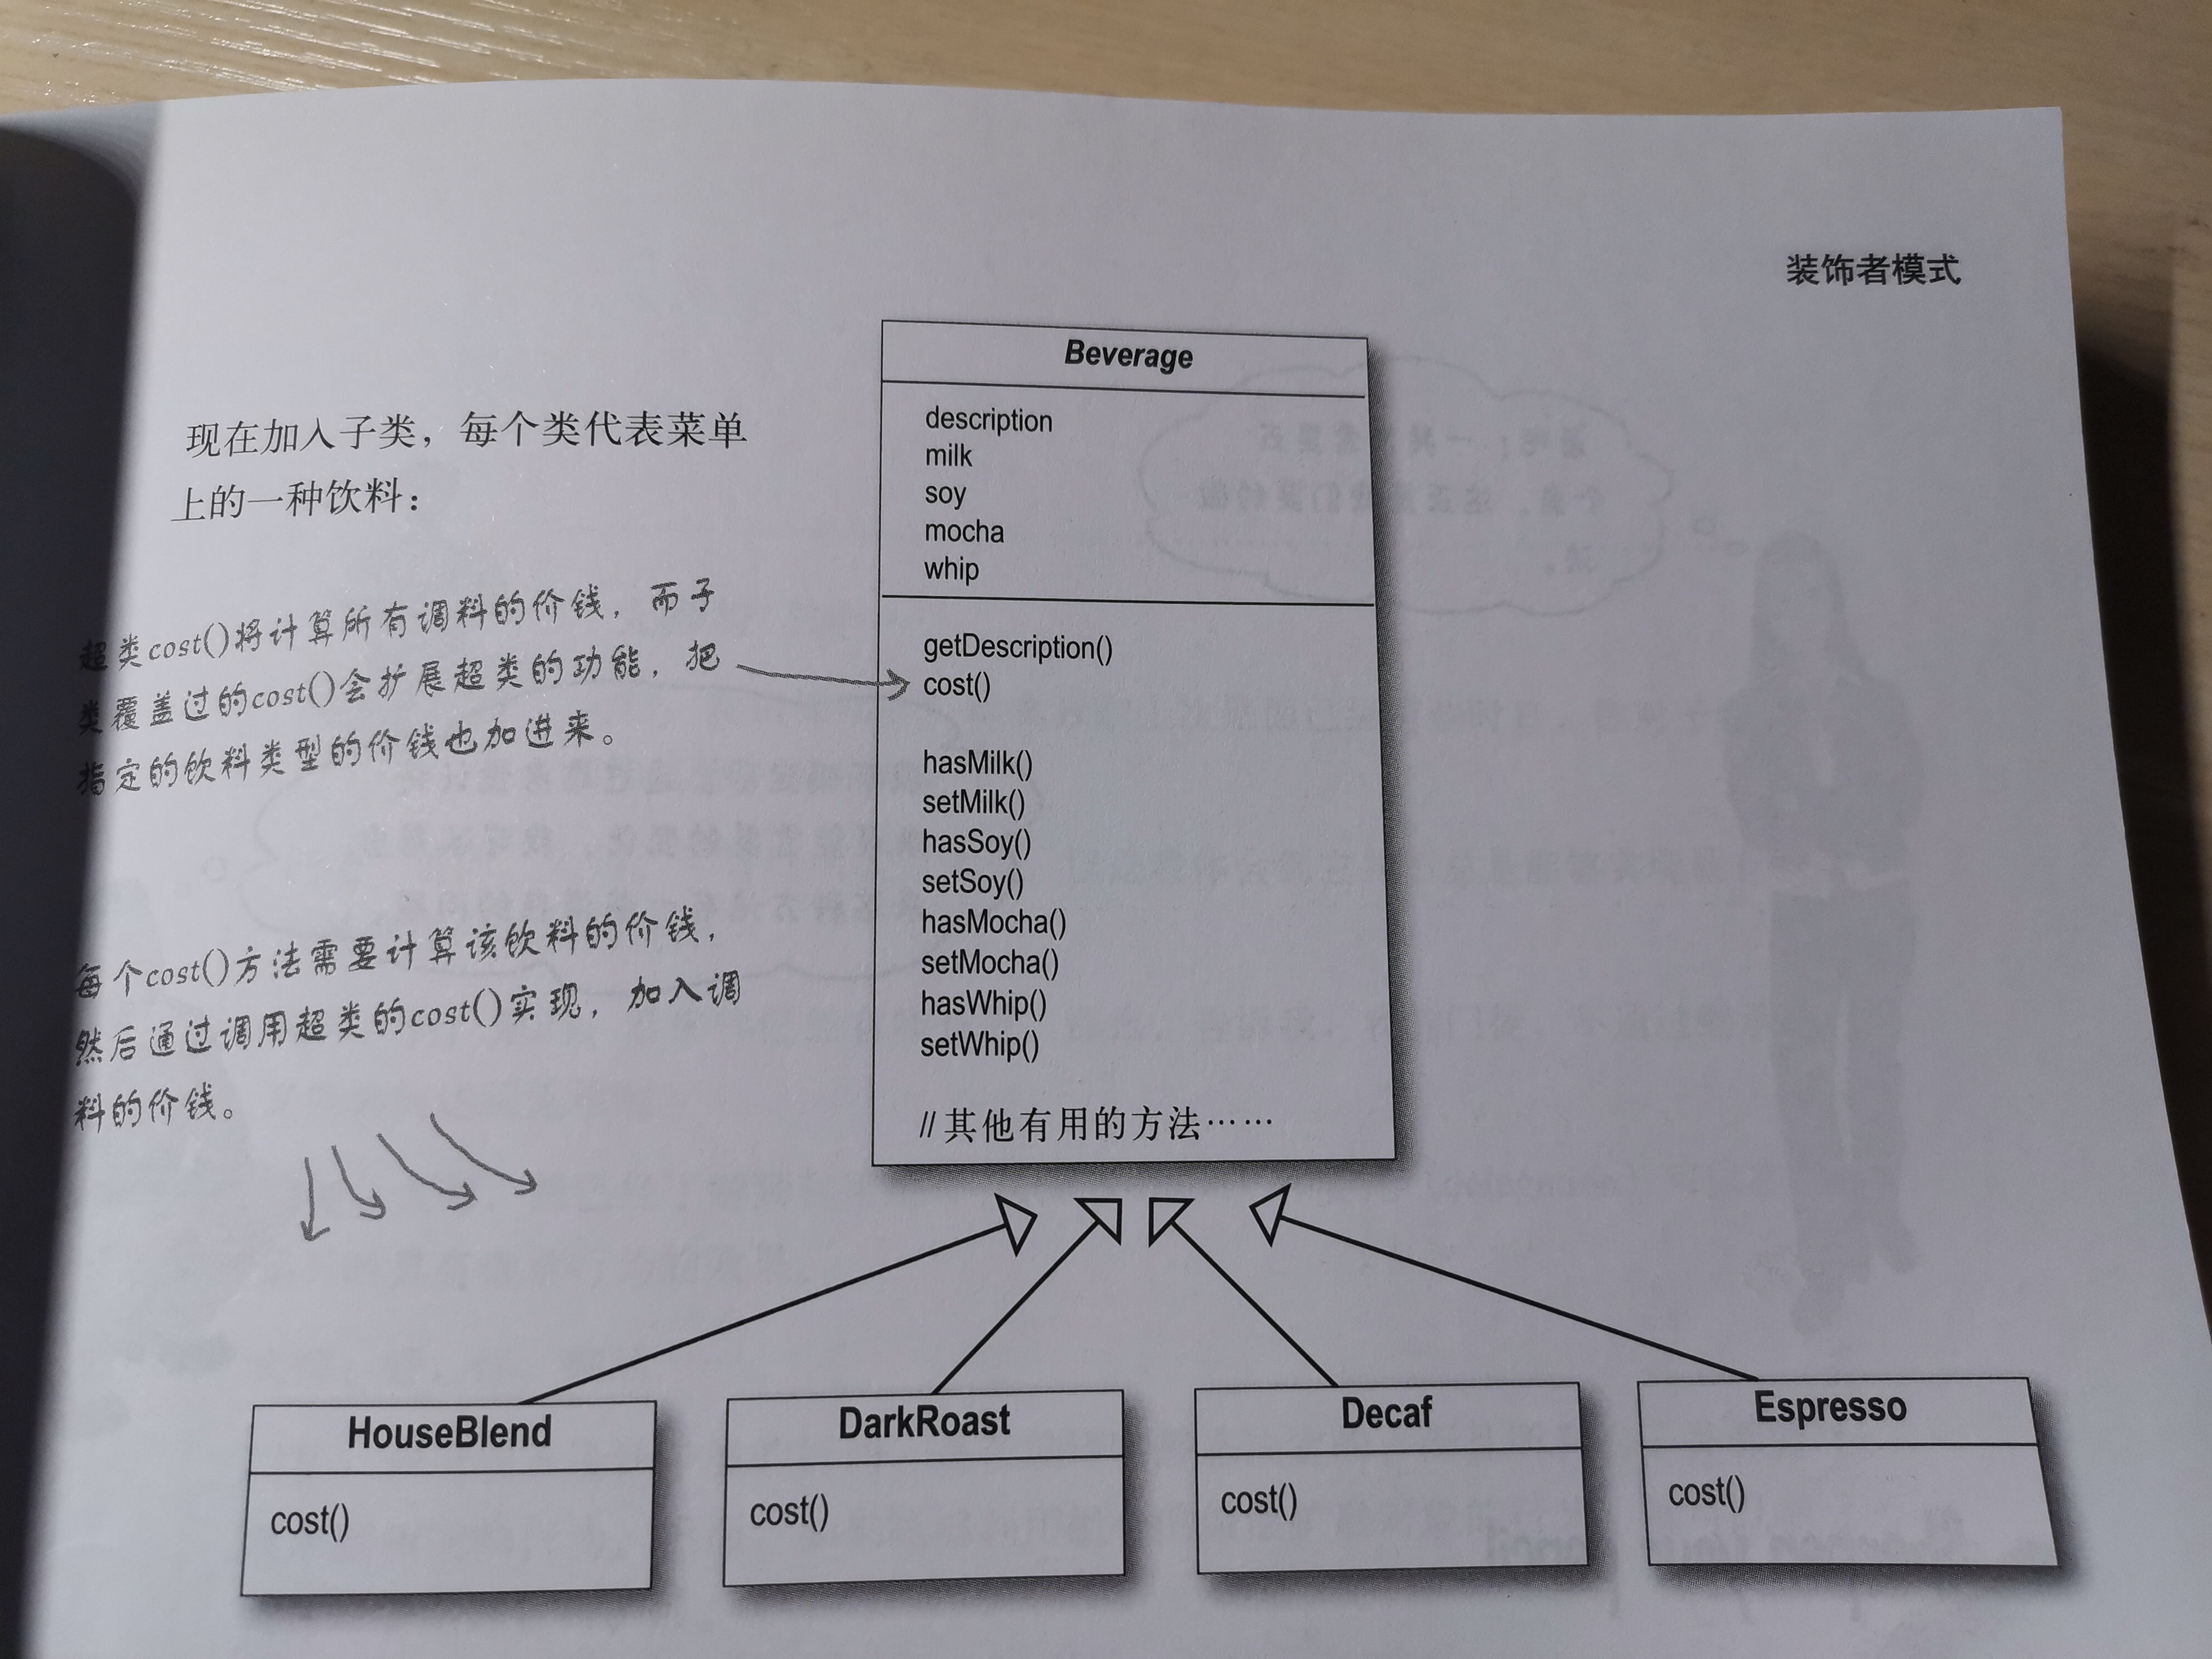 装饰者模式
现在加入子类，每个类代表菜单
上的一种饮料：
超类cost()将计算所有调料的价钱，而子
类覆盖过的cost()会扩展超类的功能，把
指定的饮料类型的价钱也加进来。
每个cost()方法需要计算该饮料的价钱，
然后通过调用超类的cost()实现，加入调
料的价钱。
Beverage
description
milk
soy
mocha
whip
getDescription()
cost()
hasMilk()
setMilk()
hasSoy()
setSoy()
hasMocha()
setMocha()
hasWhip()
setWhip()
//其他有用的方法……
HouseBlend
cost()
DarkRoast
cost()
Decaf
cost()
Espresso
cost()